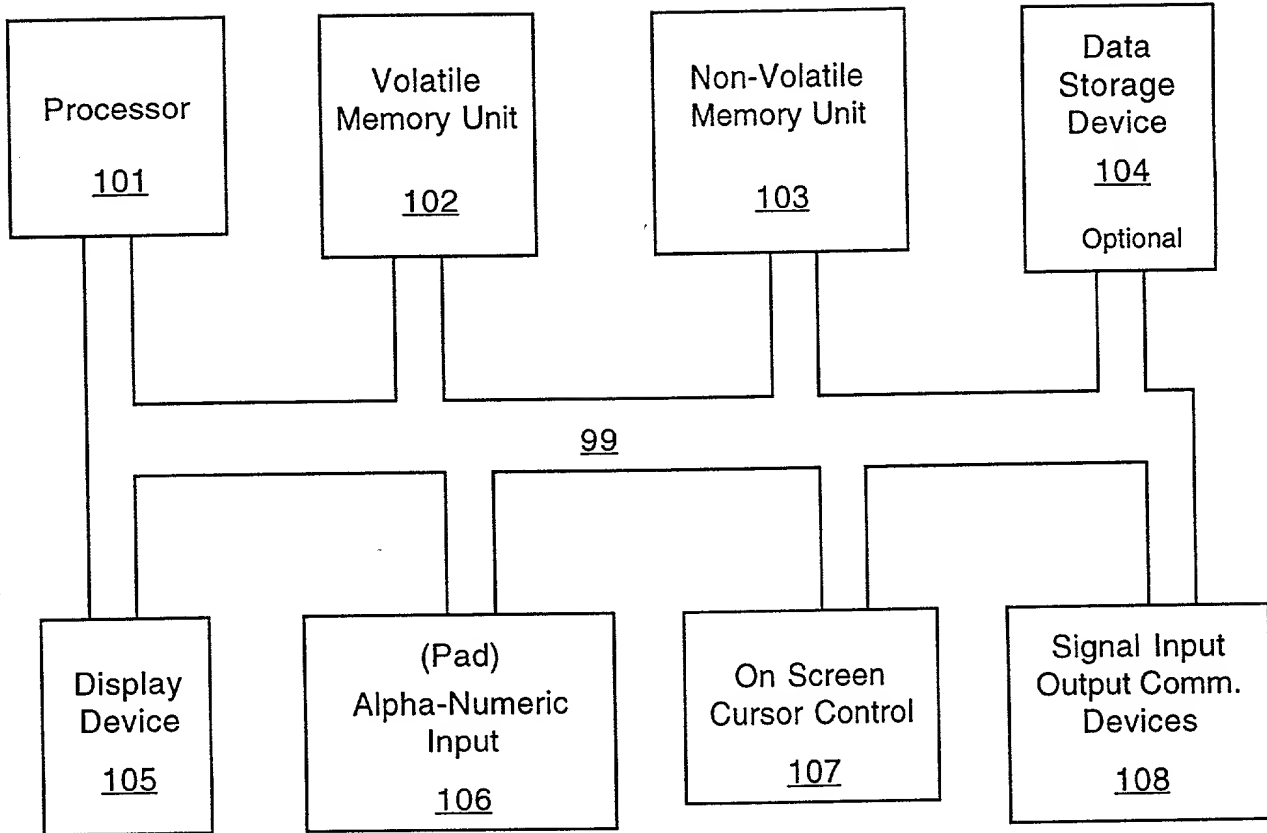 Processor
101
Volatile
Memory Unit
102
Non-Volatile
Memory Unit
103
Data
Storage
Device
104
Optional
99
Display
Device
105
(Pad)
Alpha-Numeric
Input
106
On Screen
Cursor Control
107
Signal Input
Output Comm.
Devices
108